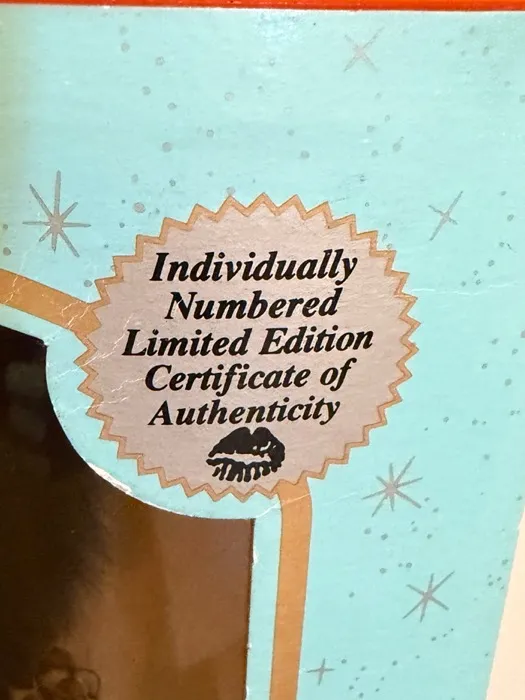 Individually
Numbered
Limited Edition
Certificate of
Authenticity